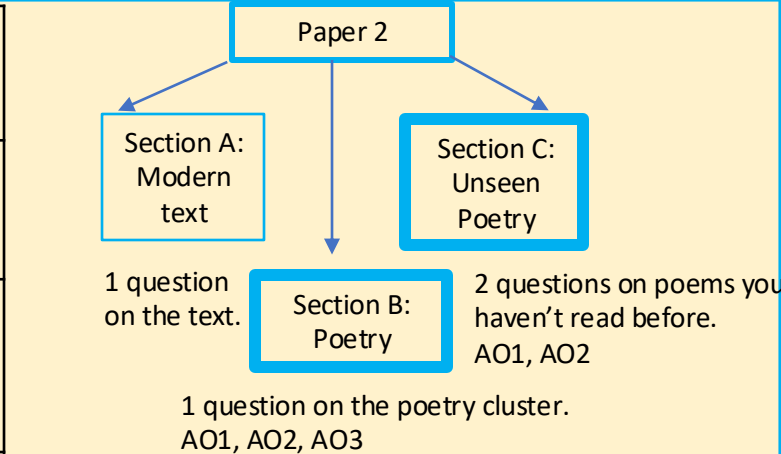 Paper 2
Section A:
Modern
text
Section C:
Unseen
Poetry
1 question
on the text.
Section B:
Poetry
2 questions on poems you
haven't read before.
AO1, AO2
1 question on the poetry cluster.
AO1, AO2, AO3